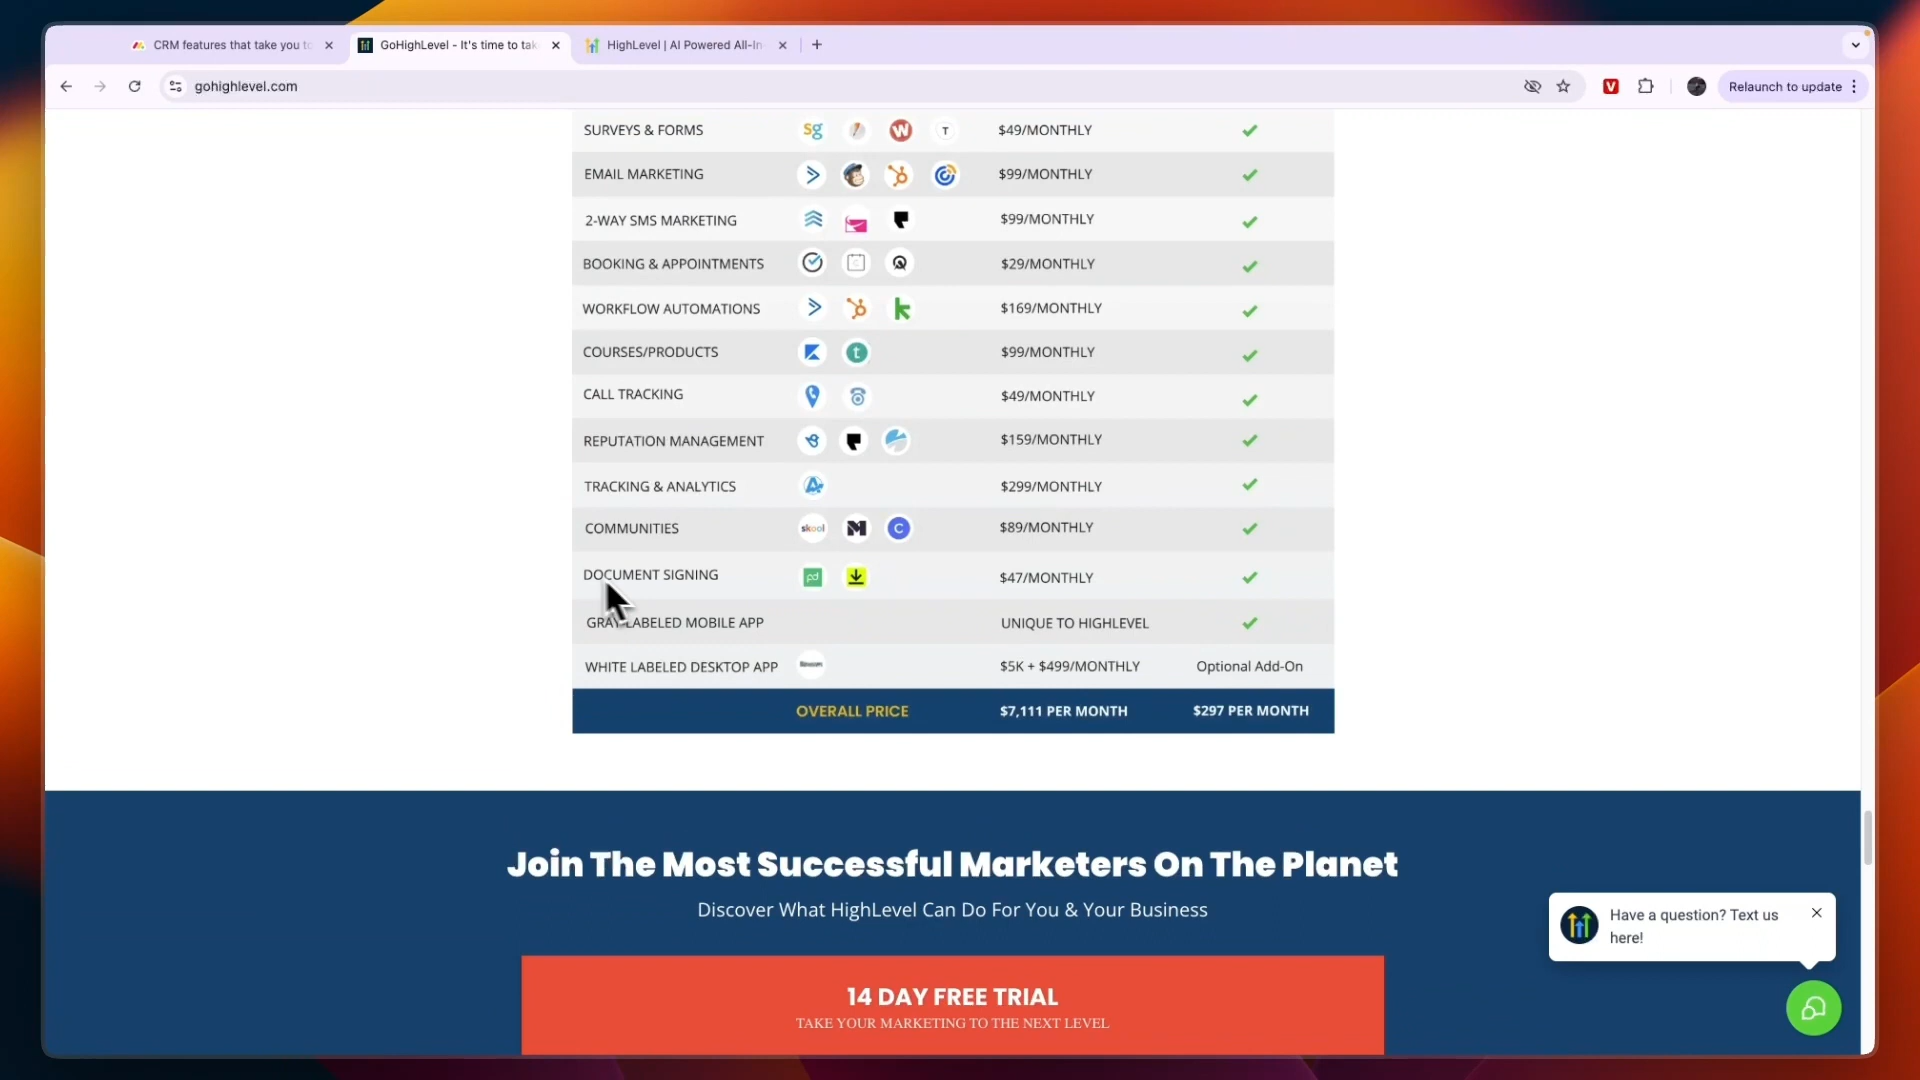 CRM features that take you to
GoHighLevel - It's time to tak
HighLevel | AI Powered All-In-
gohighlevel.com
Relaunch to update
SURVEYS & FORMS sg W T $49/MONTHLY
EMAIL MARKETING $99/MONTHLY
2-WAY SMS MARKETING $99/MONTHLY
BOOKING & APPOINTMENTS $29/MONTHLY
WORKFLOW AUTOMATIONS k $169/MONTHLY
COURSES/PRODUCTS t $99/MONTHLY
CALL TRACKING $49/MONTHLY
REPUTATION MANAGEMENT $159/MONTHLY
TRACKING & ANALYTICS $299/MONTHLY
COMMUNITIES skool C $89/MONTHLY
DOCUMENT SIGNING pd $47/MONTHLY
GRAY LABELED MOBILE APP UNIQUE TO HIGHLEVEL
WHITE LABELED DESKTOP APP $5K + $499/MONTHLY Optional Add-On
OVERALL PRICE $7,111 PER MONTH $297 PER MONTH
Join The Most Successful Marketers On The Planet
Discover What HighLevel Can Do For You & Your Business
14 DAY FREE TRIAL
TAKE YOUR MARKETING TO THE NEXT LEVEL
Have a question? Text us
here!